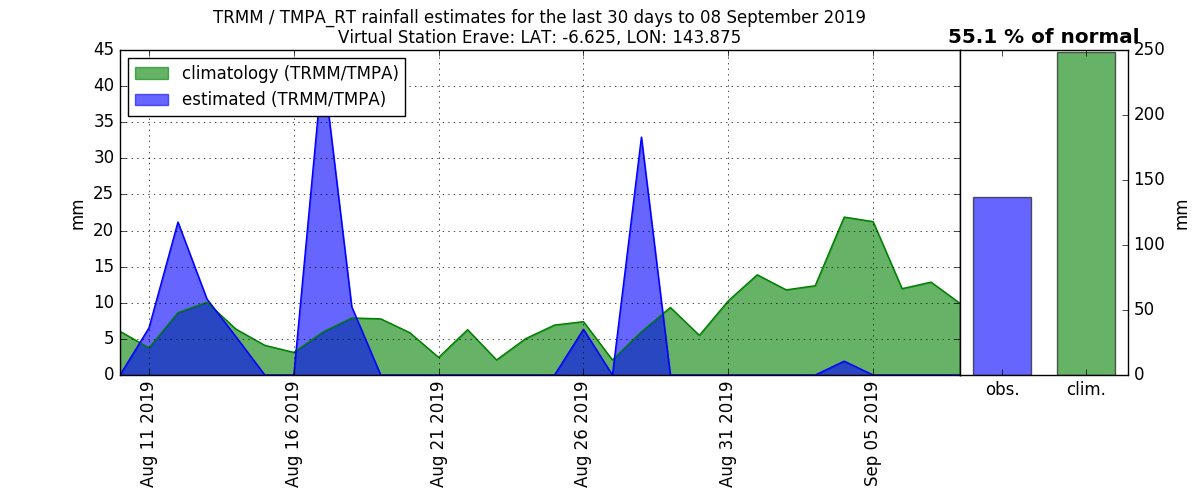 TRMM / TMPA_RT rainfall estimates for the last 30 days to 08 September 2019
Virtual Station Erave: LAT: -6.625, LON: 143.875
55.1 % of normal
climatology (TRMM/TMPA)
estimated (TRMM/TMPA)
mm
45
40
35
30
25
20
15
10
5
0
Aug 11 2019
Aug 16 2019
Aug 21 2019
Aug 26 2019
Aug 31 2019
Sep 05 2019
250
200
150
100
50
0
mm
obs.
clim.